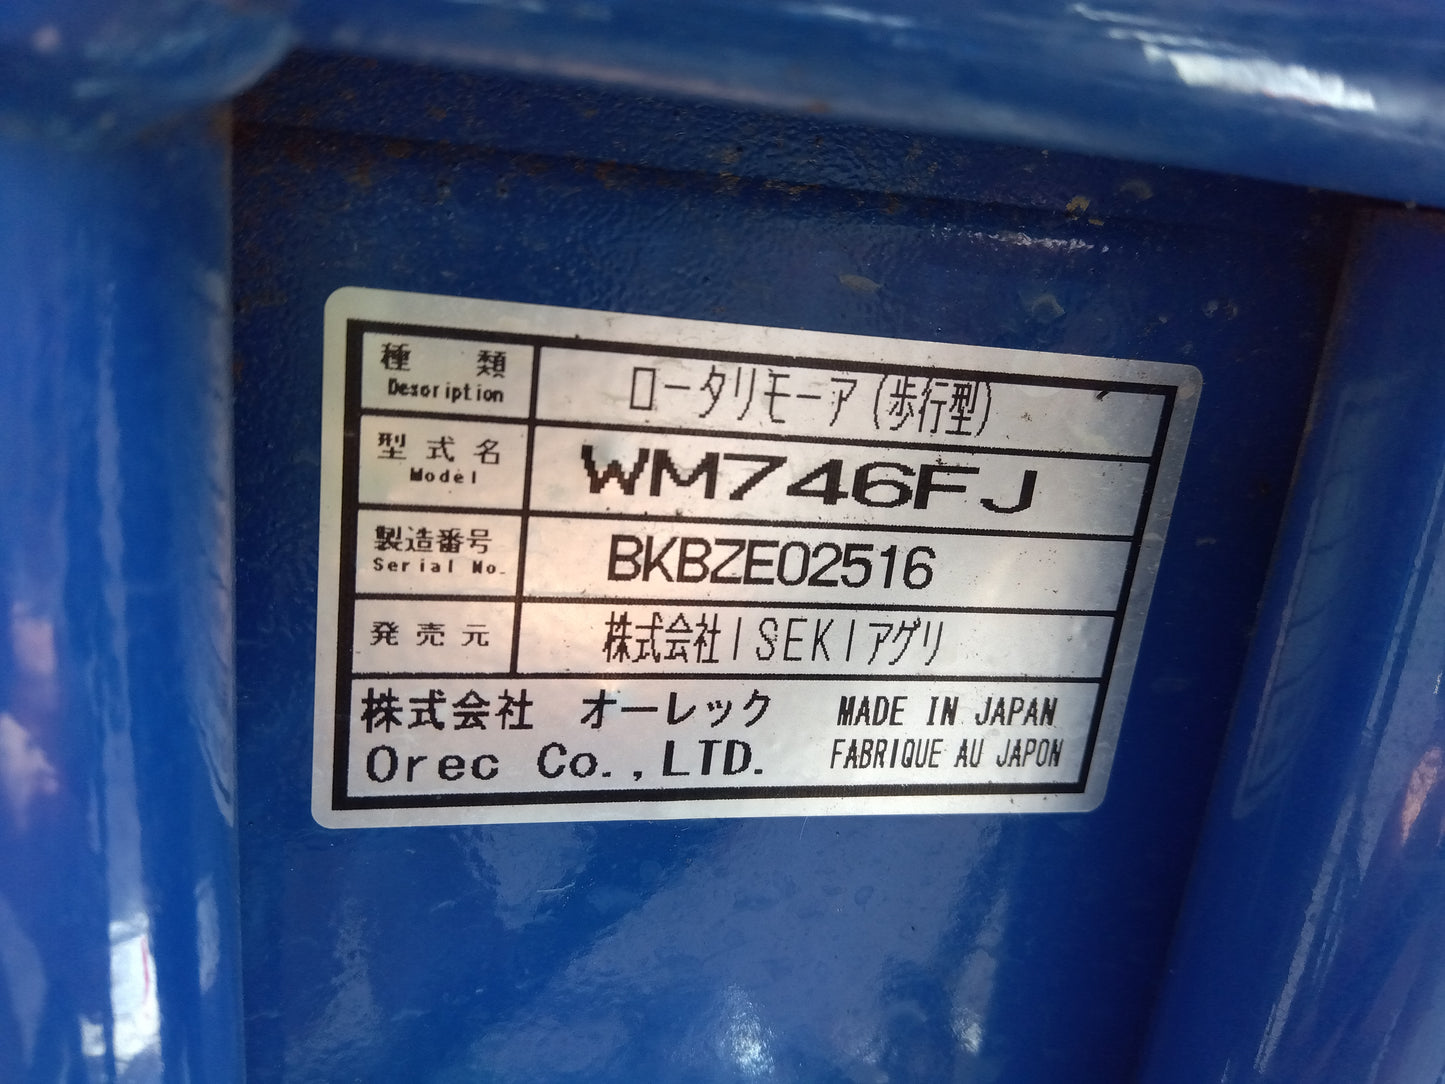 種類 ロータリモーア(歩行型)
Description
型式名 WM746FJ
Model
製造番号 BKBZE02516
Serial No.
発売元 株式会社ISEKIアグリ
株式会社 オーレック MADE IN JAPAN
Orec Co.,LTD. FABRIQUE AU JAPON